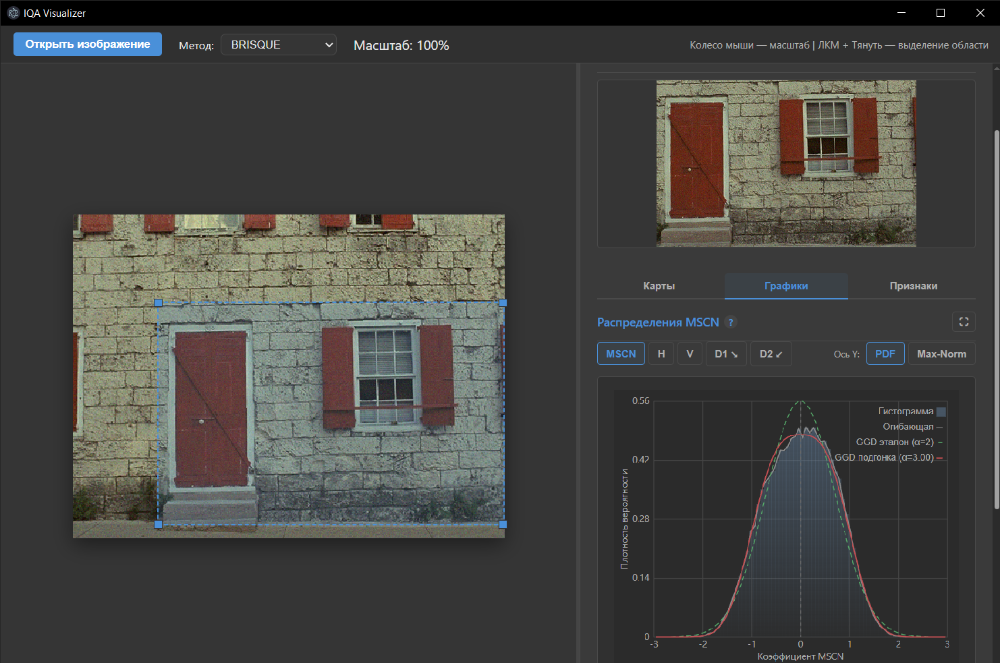 IQA Visualizer
Открыть изображение
Метод:
BRISQUE
Масштаб: 100%
Колесо мыши — масштаб | ЛКМ + Тянуть — выделение области
Карты
Графики
Признаки
Распределения MSCN ?
MSCN
H
V
D1 ↘
D2 ↙
Ось Y:
PDF
Max-Norm
0.56
0.42
0.28
0.14
0
Плотность вероятности
Гистограмма
Огибающая
GGD эталон (α=2)
GGD подгонка (α=3.00)
-3
-2
-1
0
1
2
3
Коэффициент MSCN